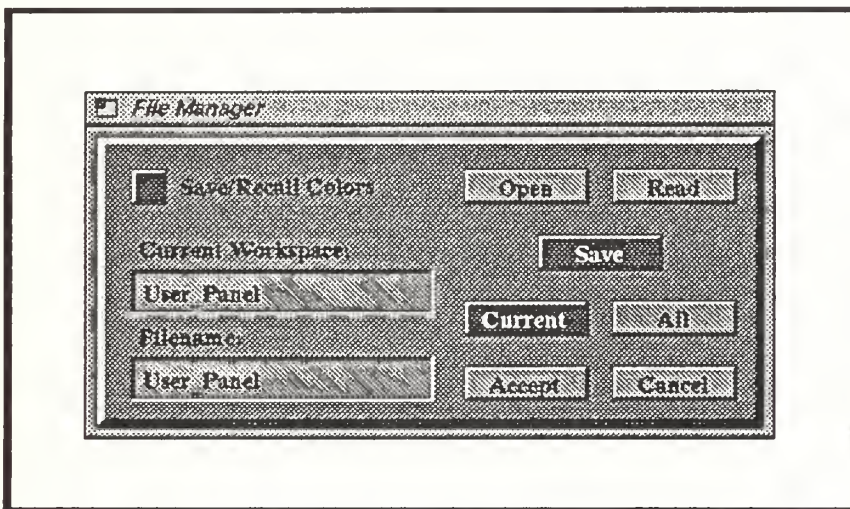 File Manager
Save/Recall Colors
Open Read
Current Workspace:
Save
User_Panel
Current All
Filename:
User_Panel
Accept Cancel